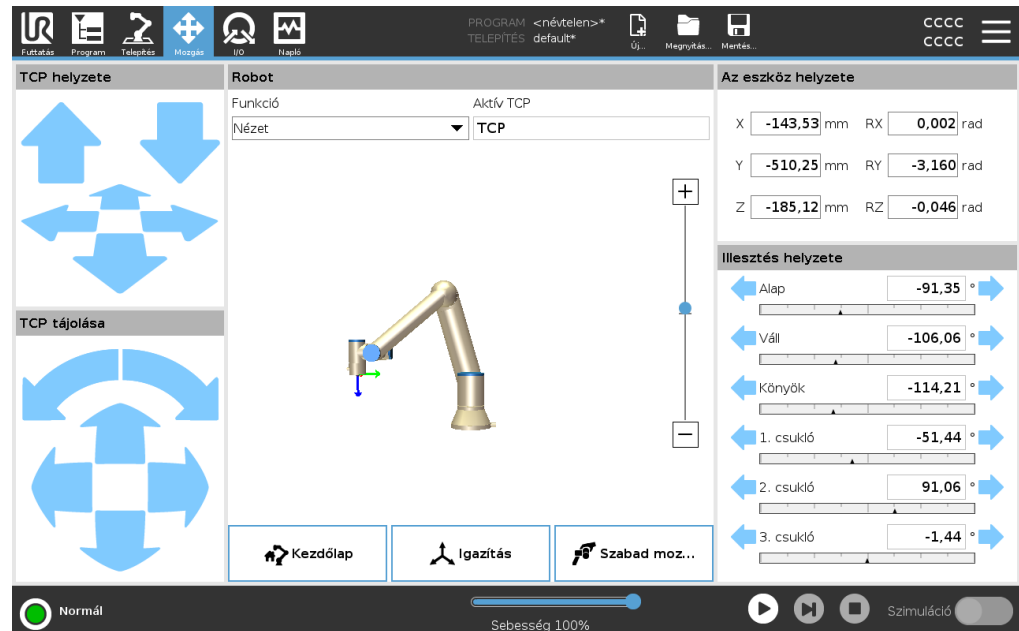 UR
PROGRAM <névtelen>*
TELEPÍTÉS default*
CCCC
CCCC
Futtatás Program Telepítés Mozgás I/O Napló Új... Megnyitás... Mentés...
TCP helyzete
Robot
Funkció
Aktív TCP
Nézet
TCP
+
−
Kezdőlap
Igazítás
Szabad moz...
TCP tájolása
Az eszköz helyzete
X -143,53 mm RX 0,002 rad
Y -510,25 mm RY -3,160 rad
Z -185,12 mm RZ -0,046 rad
Illesztés helyzete
Alap -91,35 °
Váll -106,06 °
Könyök -114,21 °
1. csukló -51,44 °
2. csukló 91,06 °
3. csukló -1,44 °
Normál
Sebesség 100%
Szimuláció